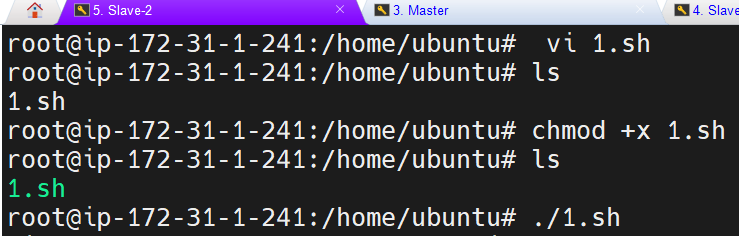 5. Slave-2
3. Master
4. Slave
root@ip-172-31-1-241:/home/ubuntu#  vi 1.sh
root@ip-172-31-1-241:/home/ubuntu# ls
1.sh
root@ip-172-31-1-241:/home/ubuntu# chmod +x 1.sh
root@ip-172-31-1-241:/home/ubuntu# ls
1.sh
root@ip-172-31-1-241:/home/ubuntu# ./1.sh